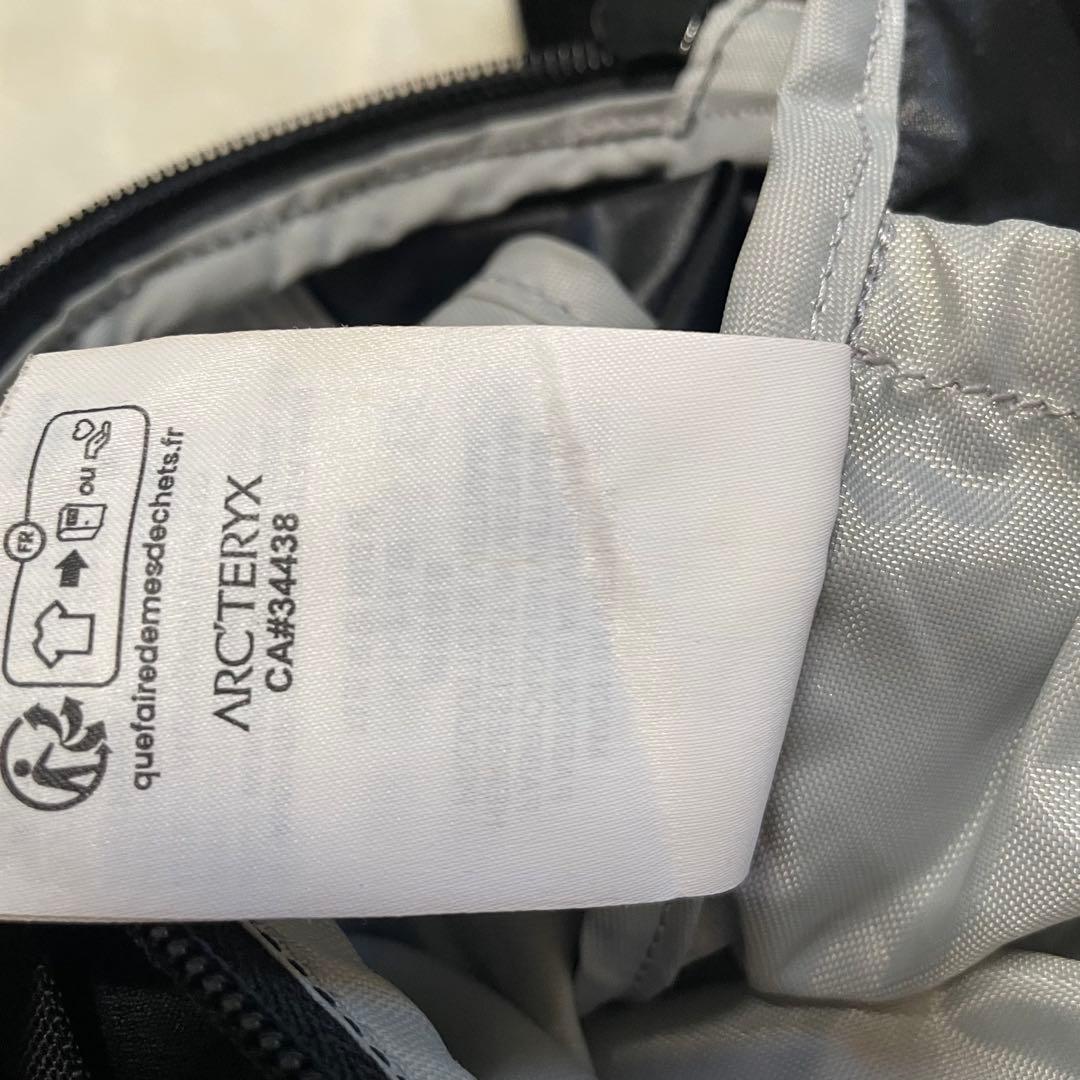 FR
ou
quefairedemesdechets.fr
ARC'TERYX
CA#34438